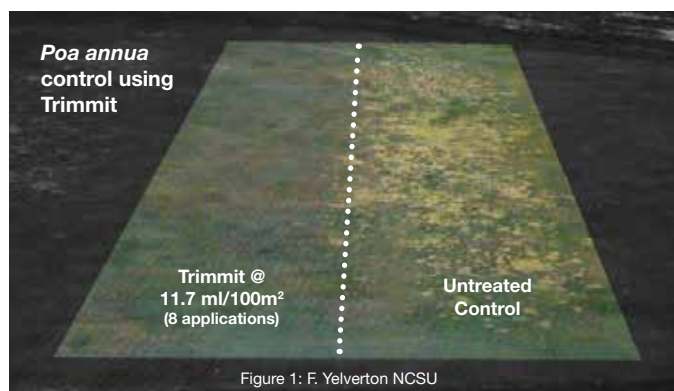 Poa annua
control using
Trimmit
Trimmit @
11.7 ml/100m²
(8 applications)
Untreated
Control
Figure 1: F. Yelverton NCSU